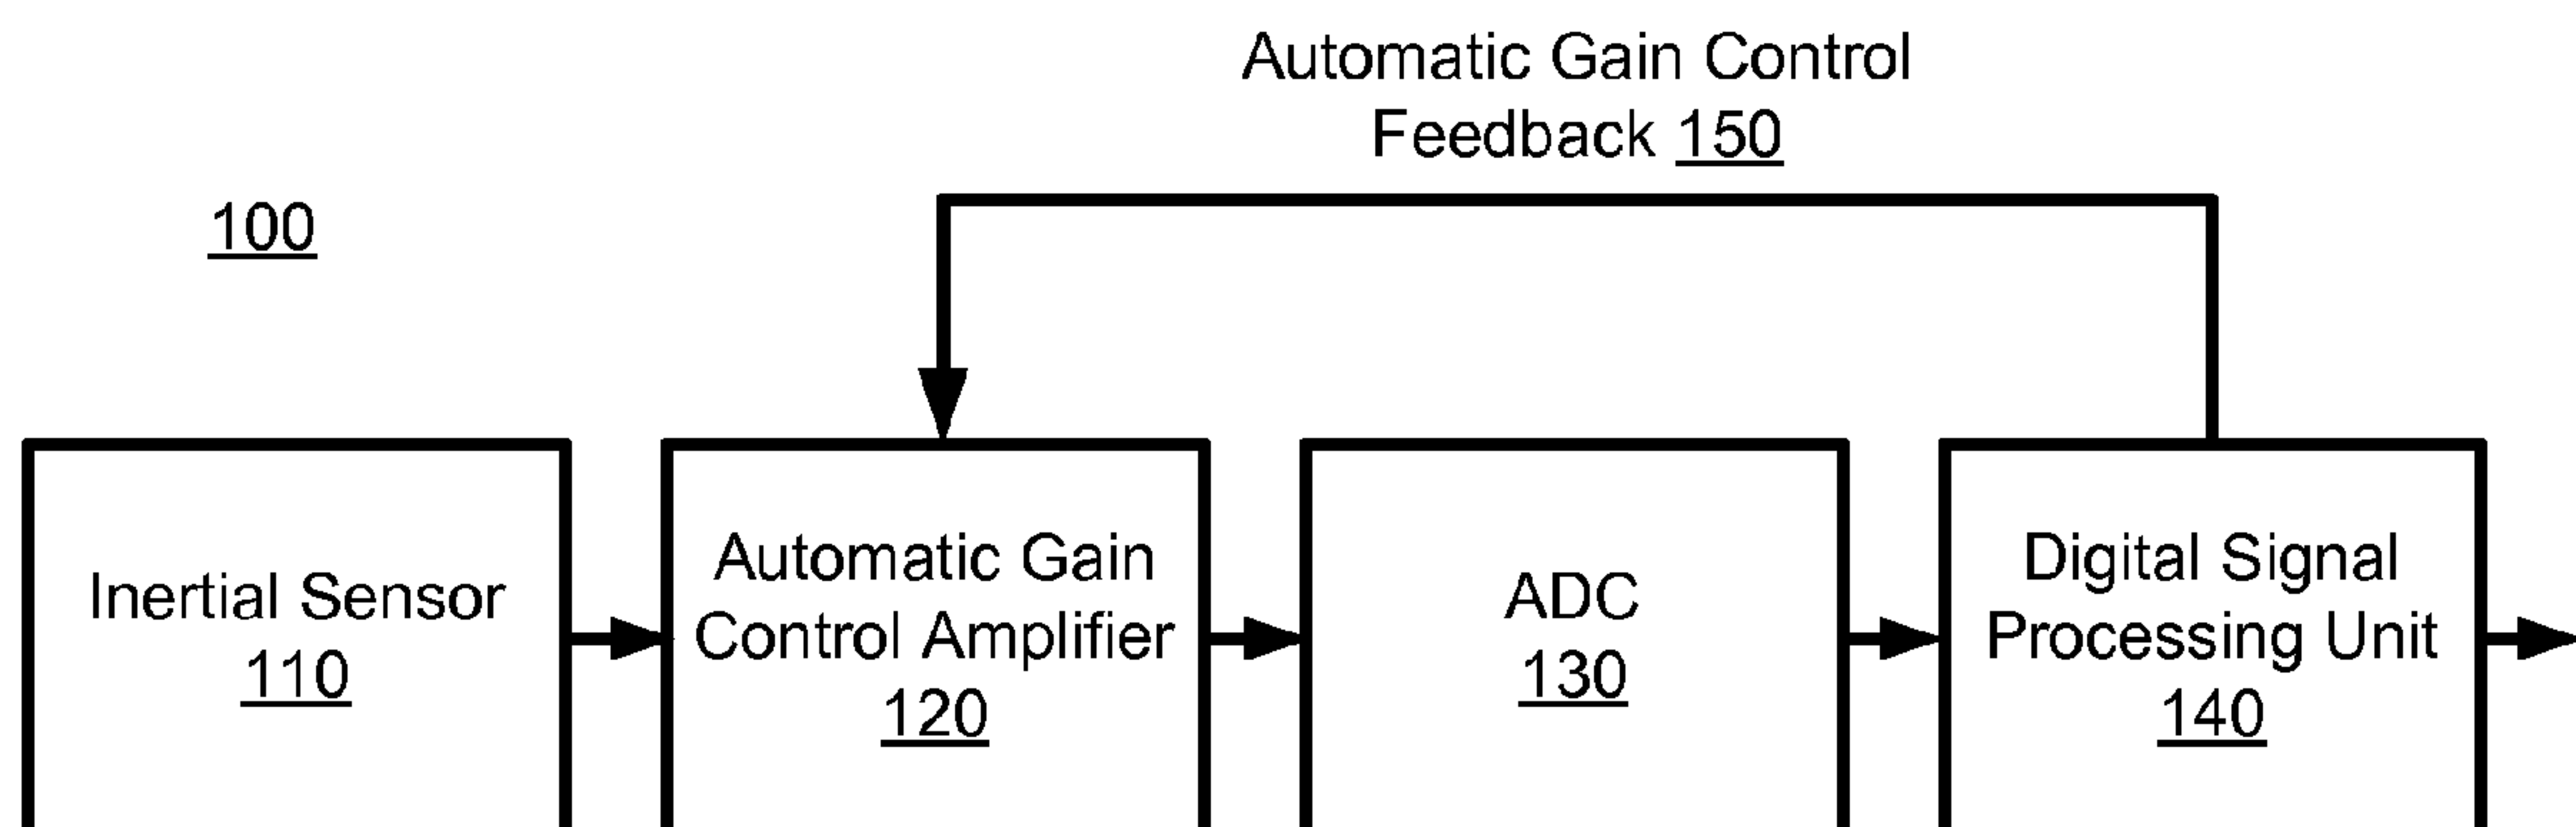 Automatic Gain Control
Feedback 150
100
Inertial Sensor
110
Automatic Gain
Control Amplifier
120
ADC
130
Digital Signal
Processing Unit
140